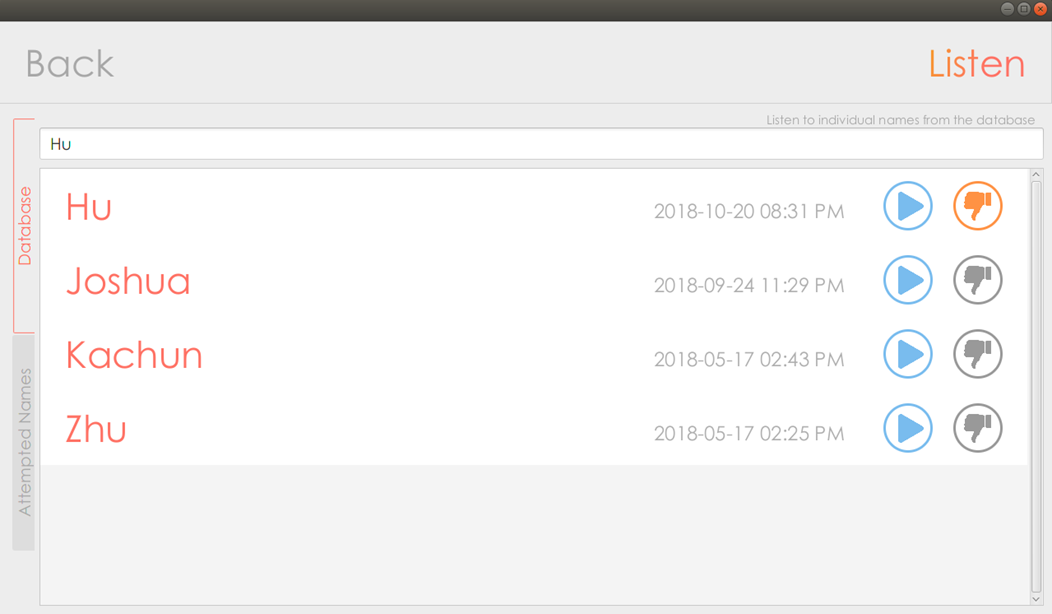 Back
Listen
Listen to individual names from the database
Database
Attempted Names
Hu
Hu 2018-10-20 08:31 PM
Joshua 2018-09-24 11:29 PM
Kachun 2018-05-17 02:43 PM
Zhu 2018-05-17 02:25 PM